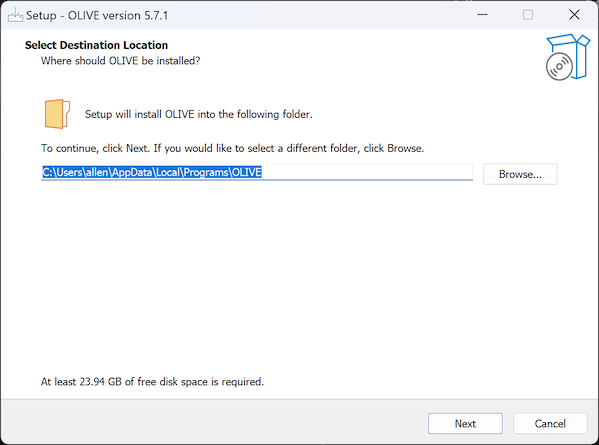 Setup - OLIVE version 5.7.1
Select Destination Location
Where should OLIVE be installed?
Setup will install OLIVE into the following folder.
To continue, click Next. If you would like to select a different folder, click Browse.
C:\Users\allen\AppData\Local\Programs\OLIVE
Browse...
At least 23.94 GB of free disk space is required.
Next
Cancel